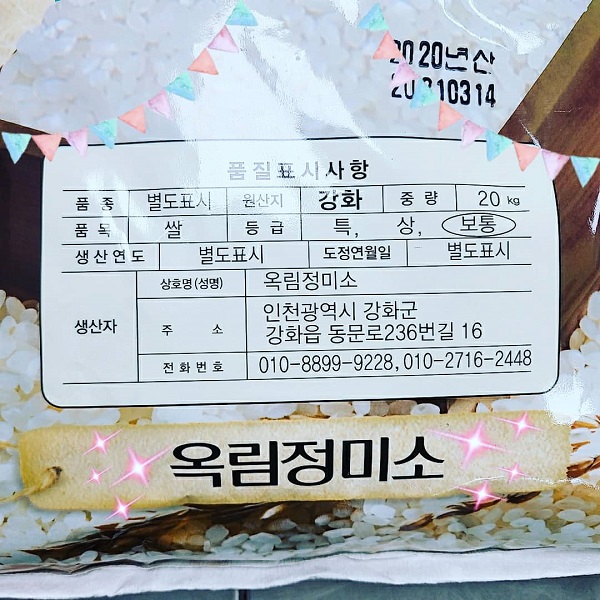 2020년산
20210314
품질표시사항
품 종 별도표시 원산지 강화 중 량 20 kg
품 목 쌀 등 급 특, 상, 보통
생산연도 별도표시 도정연월일 별도표시
생산자
상호명(성명) 옥림정미소
주 소 인천광역시 강화군
강화읍 동문로236번길 16
전화번호 010-8899-9228,010-2716-2448
옥림정미소